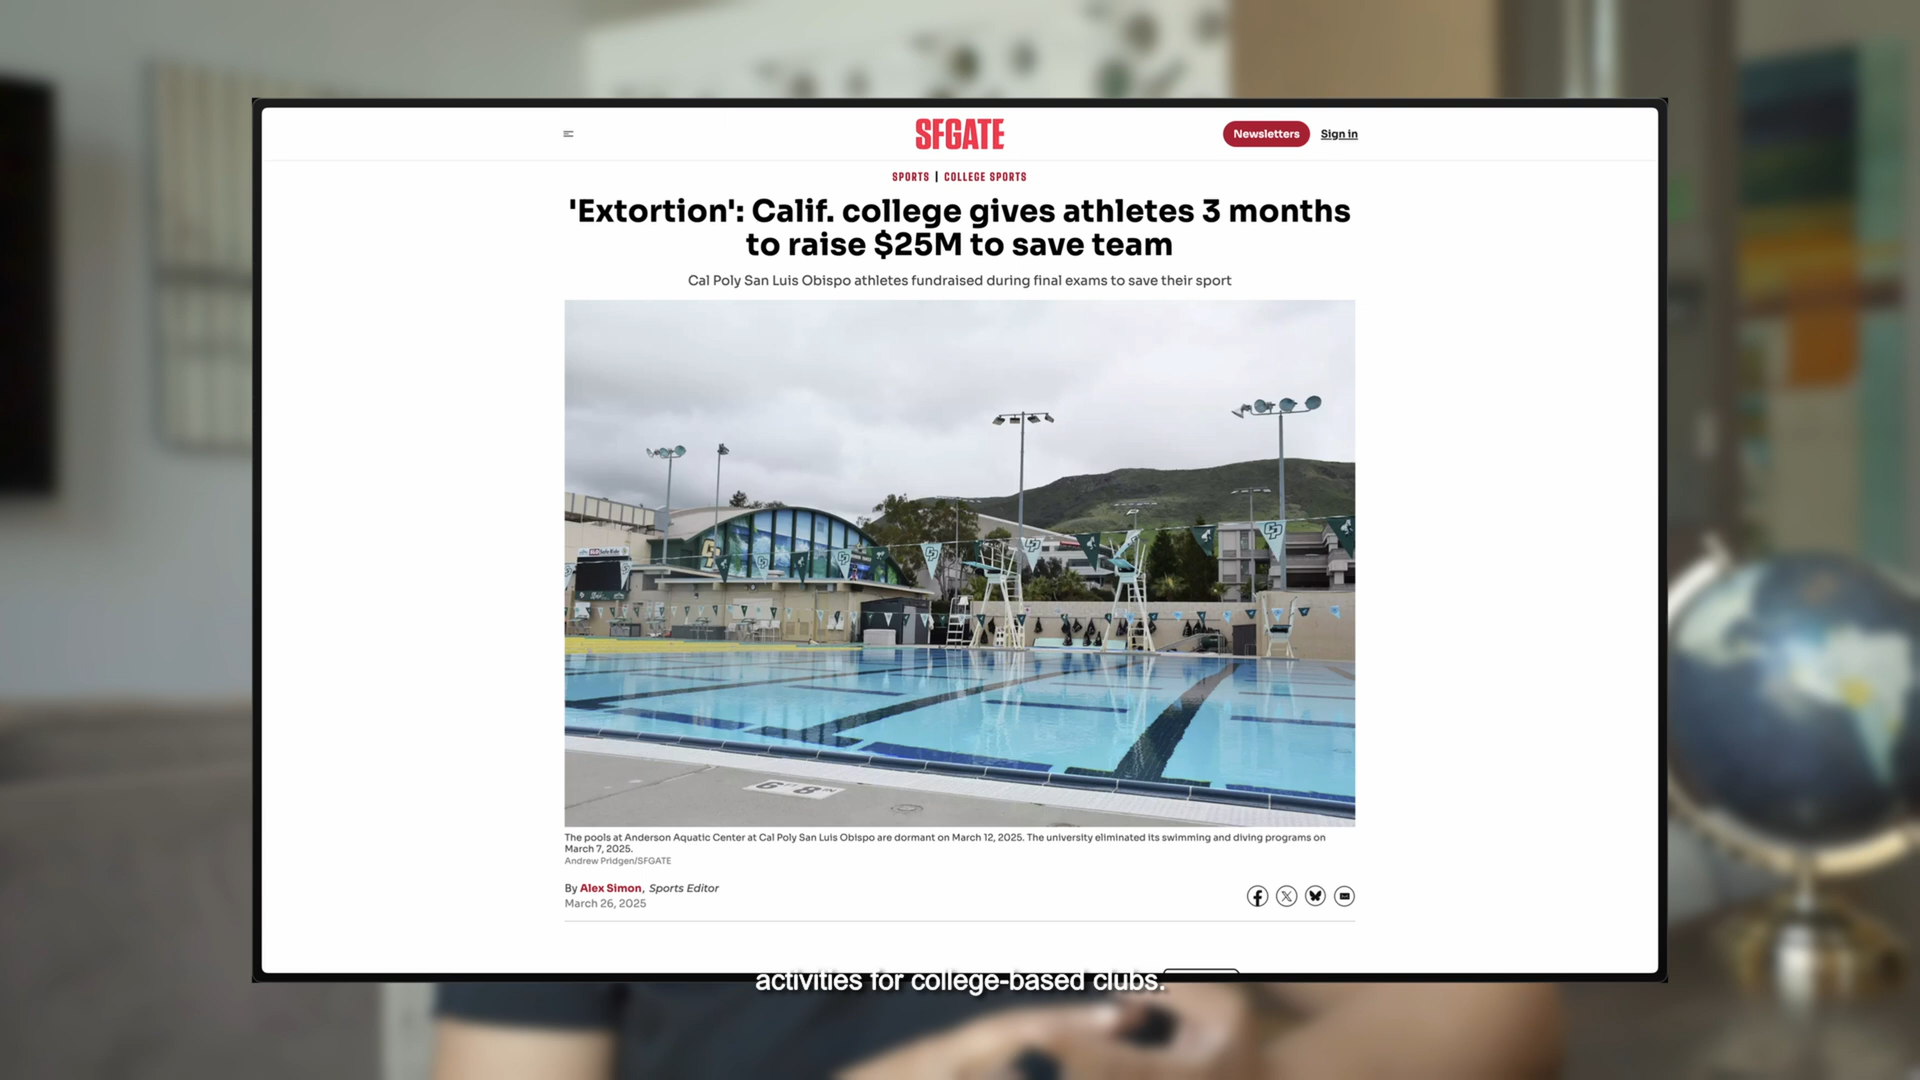 SFGATE
Newsletters
Sign in
SPORTS | COLLEGE SPORTS
'Extortion': Calif. college gives athletes 3 months
to raise $25M to save team
Cal Poly San Luis Obispo athletes fundraised during final exams to save their sport
6FT 8IN
The pools at Anderson Aquatic Center at Cal Poly San Luis Obispo are dormant on March 12, 2025. The university eliminated its swimming and diving programs on
March 7, 2025.
Andrew Pridgen/SFGATE
By Alex Simon, Sports Editor
March 26, 2025
activities for college-based clubs.